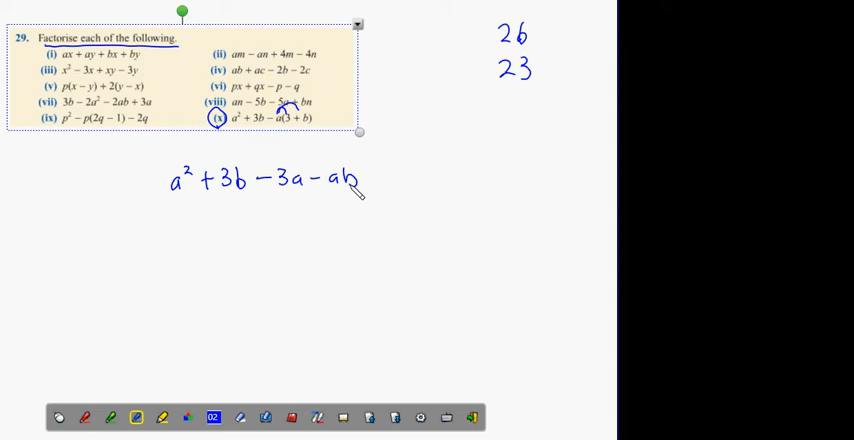 29. Factorise each of the following.
(i) ax + ay + bx + by (ii) am − an + 4m − 4n
(iii) x² − 3x + xy − 3y (iv) ab + ac − 2b − 2c
(v) p(x − y) + 2(y − x) (vi) px + qx − p − q
(vii) 3b − 2a² − 2ab + 3a (viii) an − 5b − 5a + bn
(ix) p² − p(2q − 1) − 2q (x) a² + 3b − a(3 + b)
26
23
a² + 3b − 3a − ab
02